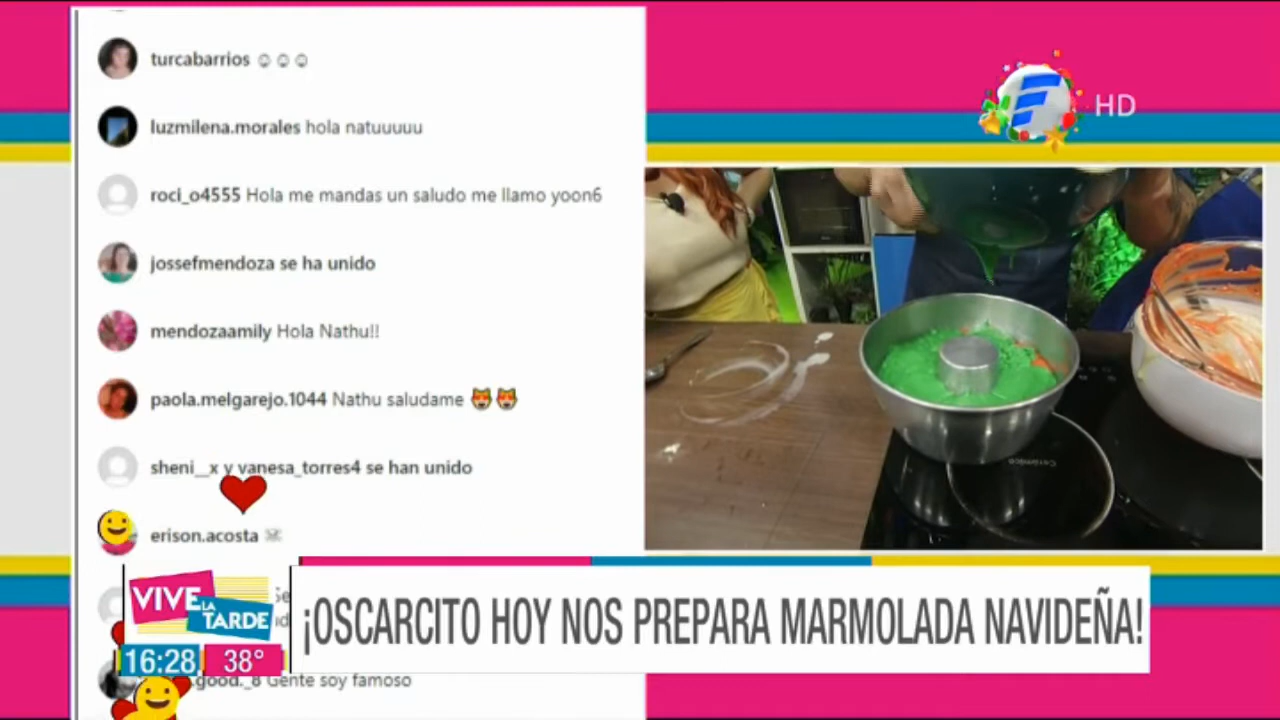 turcabarrios
luzmilena.morales hola natuuuuu
HD
roci_o4555 Hola me mandas un saludo me llamo yoon6
jossefmendoza se ha unido
mendozaamily Hola Nathu!!
paola.melgarejo.1044 Nathu saludame
sheni__x y vanesa_torres4 se han unido
erison.acosta
VIVE
LA
TARDE
¡OSCARCITO HOY NOS PREPARA MARMOLADA NAVIDEÑA!
16:28 38°
.good._8 Gente soy famoso